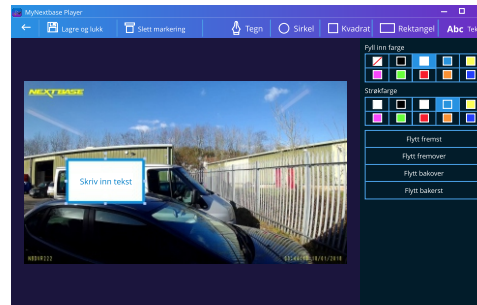 MyNextbase Player
Lagre og lukk
Slett markering
Tegn
Sirkel
Kvadrat
Rektangel
Abc
Fyll inn farge
Strøkfarge
NEXTBASE
Skriv inn tekst
Flytt fremst
Flytt fremover
Flytt bakover
Flytt bakerst